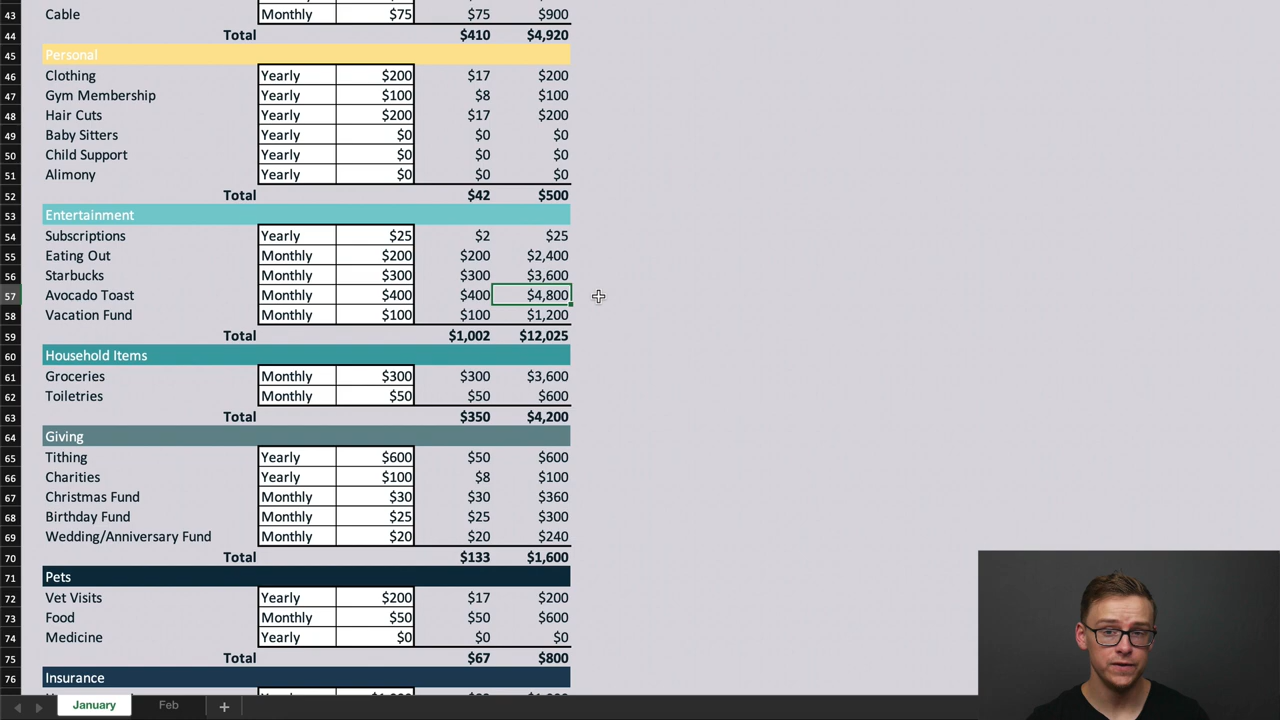 43 Cable Monthly $75 $75 $900
44 Total $410 $4,920
45 Personal
46 Clothing Yearly $200 $17 $200
47 Gym Membership Yearly $100 $8 $100
48 Hair Cuts Yearly $200 $17 $200
49 Baby Sitters Yearly $0 $0 $0
50 Child Support Yearly $0 $0 $0
51 Alimony Yearly $0 $0 $0
52 Total $42 $500
53 Entertainment
54 Subscriptions Yearly $25 $2 $25
55 Eating Out Monthly $200 $200 $2,400
56 Starbucks Monthly $300 $300 $3,600
57 Avocado Toast Monthly $400 $400 $4,800
58 Vacation Fund Monthly $100 $100 $1,200
59 Total $1,002 $12,025
60 Household Items
61 Groceries Monthly $300 $300 $3,600
62 Toiletries Monthly $50 $50 $600
63 Total $350 $4,200
64 Giving
65 Tithing Yearly $600 $50 $600
66 Charities Yearly $100 $8 $100
67 Christmas Fund Monthly $30 $30 $360
68 Birthday Fund Monthly $25 $25 $300
69 Wedding/Anniversary Fund Monthly $20 $20 $240
70 Total $133 $1,600
71 Pets
72 Vet Visits Yearly $200 $17 $200
73 Food Monthly $50 $50 $600
74 Medicine Yearly $0 $0 $0
75 Total $67 $800
76 Insurance
January Feb +